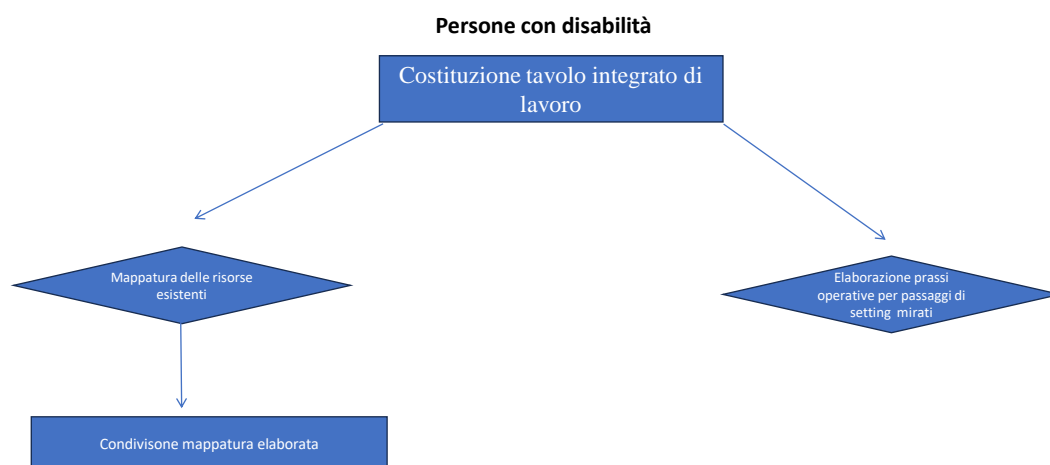 Persone con disabilità
Costituzione tavolo integrato di
lavoro
Mappatura delle risorse
esistenti
Elaborazione prassi
operative per passaggi di
setting mirati
Condivisone mappatura elaborata